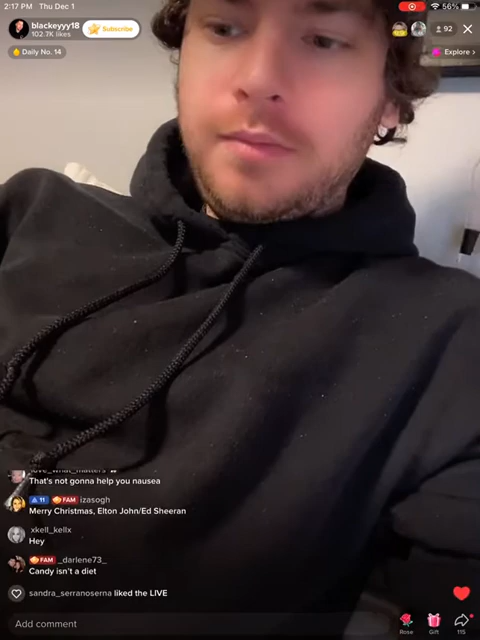 2:17 PM Thu Dec 1
56%
blackeyyy18
102.7K likes
Subscribe
92
Daily No. 14
Explore >
love_what_matters
That's not gonna help you nausea
11 FAM izasogh
Merry Christmas, Elton John/Ed Sheeran
xkell_kellx
Hey
FAM _darlene73_
Candy isn't a diet
sandra_serranoserna liked the LIVE
Add comment
Rose
Gift
115